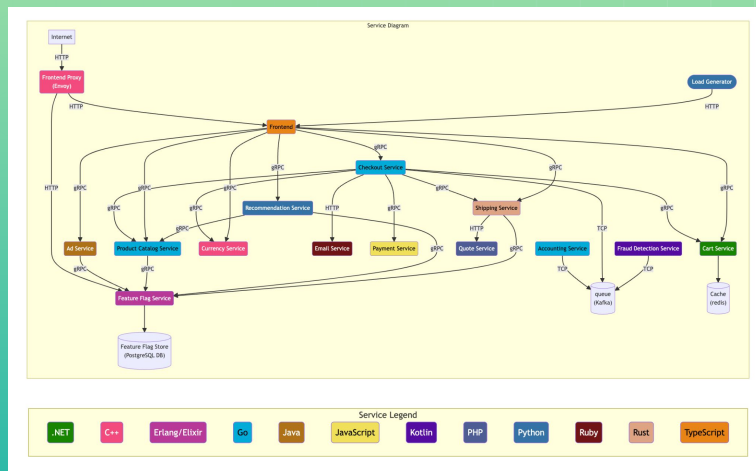 Service Diagram
Internet
HTTP
Frontend Proxy
(Envoy)
Load Generator
HTTP
HTTP
Frontend
gRPC
Checkout Service
HTTP
gRPC
gRPC
gRPC
gRPC
gRPC
gRPC
gRPC
gRPC
Recommendation Service
gRPC
HTTP
gRPC
gRPC
Shipping Service
TCP
gRPC
gRPC
HTTP
gRPC
gRPC
Ad Service
Product Catalog Service
Currency Service
Email Service
Payment Service
Quote Service
Accounting Service
Fraud Detection Service
Cart Service
gRPC
gRPC
TCP
TCP
Feature Flag Service
queue
(Kafka)
Cache
(redis)
Feature Flag Store
(PostgreSQL DB)
Service Legend
.NET
C++
Erlang/Elixir
Go
Java
JavaScript
Kotlin
PHP
Python
Ruby
Rust
TypeScript